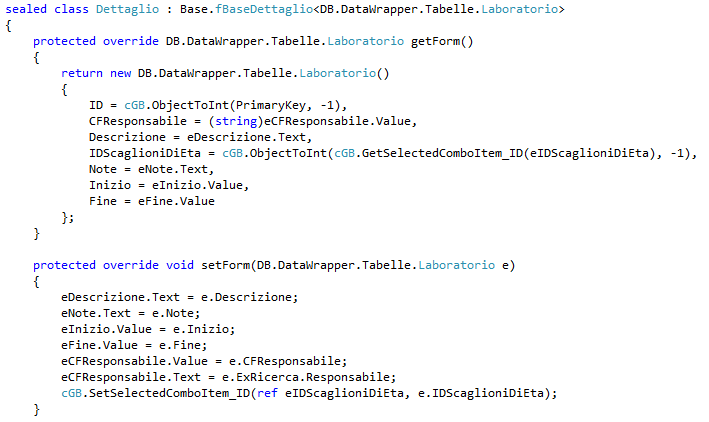 sealed class Dettaglio : Base.fBaseDettaglio<DB.DataWrapper.Tabelle.Laboratorio>
{
    protected override DB.DataWrapper.Tabelle.Laboratorio getForm()
    {
        return new DB.DataWrapper.Tabelle.Laboratorio()
        {
            ID = cGB.ObjectToInt(PrimaryKey, -1),
            CFResponsabile = (string)eCFResponsabile.Value,
            Descrizione = eDescrizione.Text,
            IDScaglioniDiEta = cGB.ObjectToInt(cGB.GetSelectedComboItem_ID(eIDScaglioniDiEta), -1),
            Note = eNote.Text,
            Inizio = eInizio.Value,
            Fine = eFine.Value
        };
    }

    protected override void setForm(DB.DataWrapper.Tabelle.Laboratorio e)
    {
        eDescrizione.Text = e.Descrizione;
        eNote.Text = e.Note;
        eInizio.Value = e.Inizio;
        eFine.Value = e.Fine;
        eCFResponsabile.Value = e.CFResponsabile;
        eCFResponsabile.Text = e.ExRicerca.Responsabile;
        cGB.SetSelectedComboItem_ID(ref eIDScaglioniDiEta, e.IDScaglioniDiEta);
    }